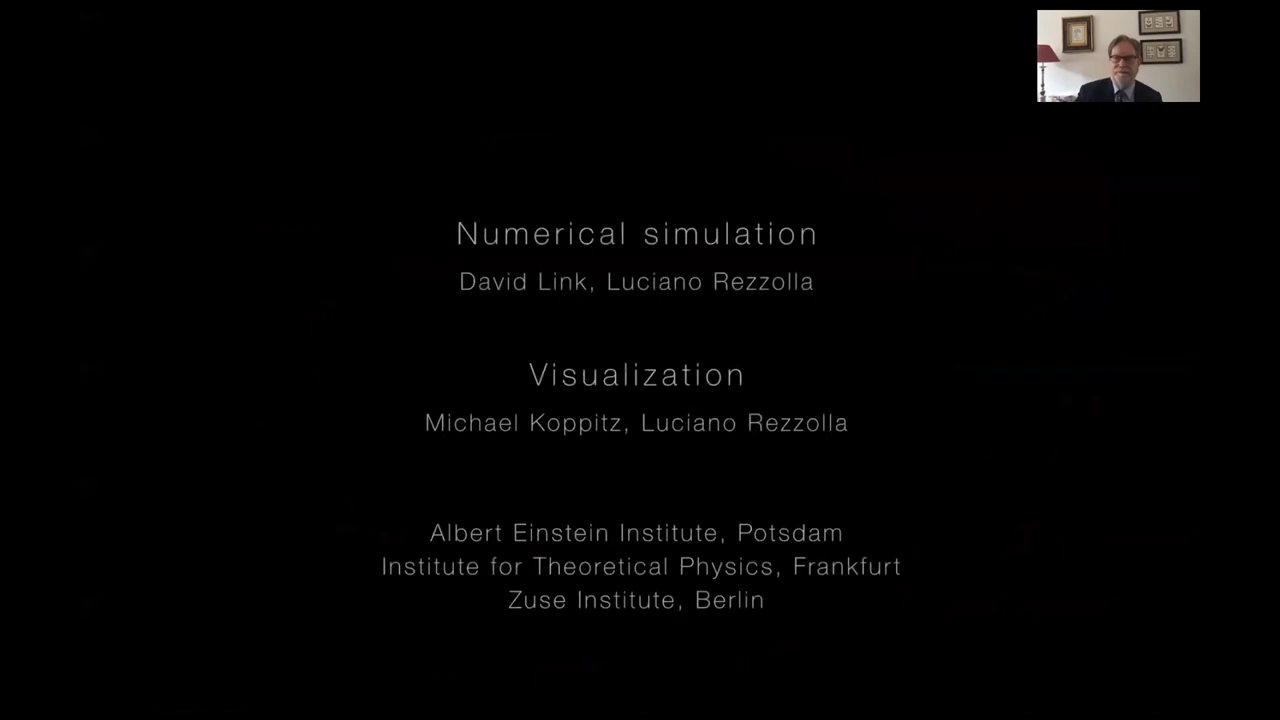 Numerical simulation
David Link, Luciano Rezzolla
Visualization
Michael Koppitz, Luciano Rezzolla
Albert Einstein Institute, Potsdam
Institute for Theoretical Physics, Frankfurt
Zuse Institute, Berlin